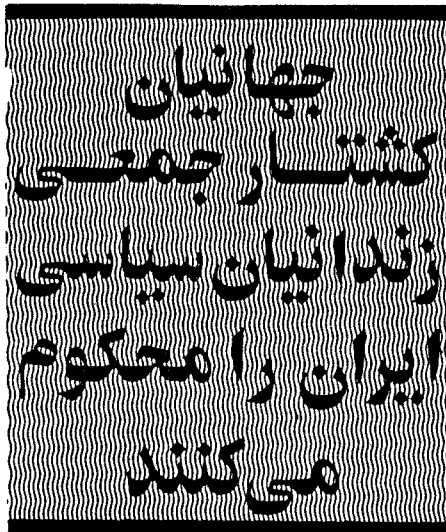 جهانیان
کشتار جمعی
زندانیان سیاسی
ایران را محکوم
می‌کنند